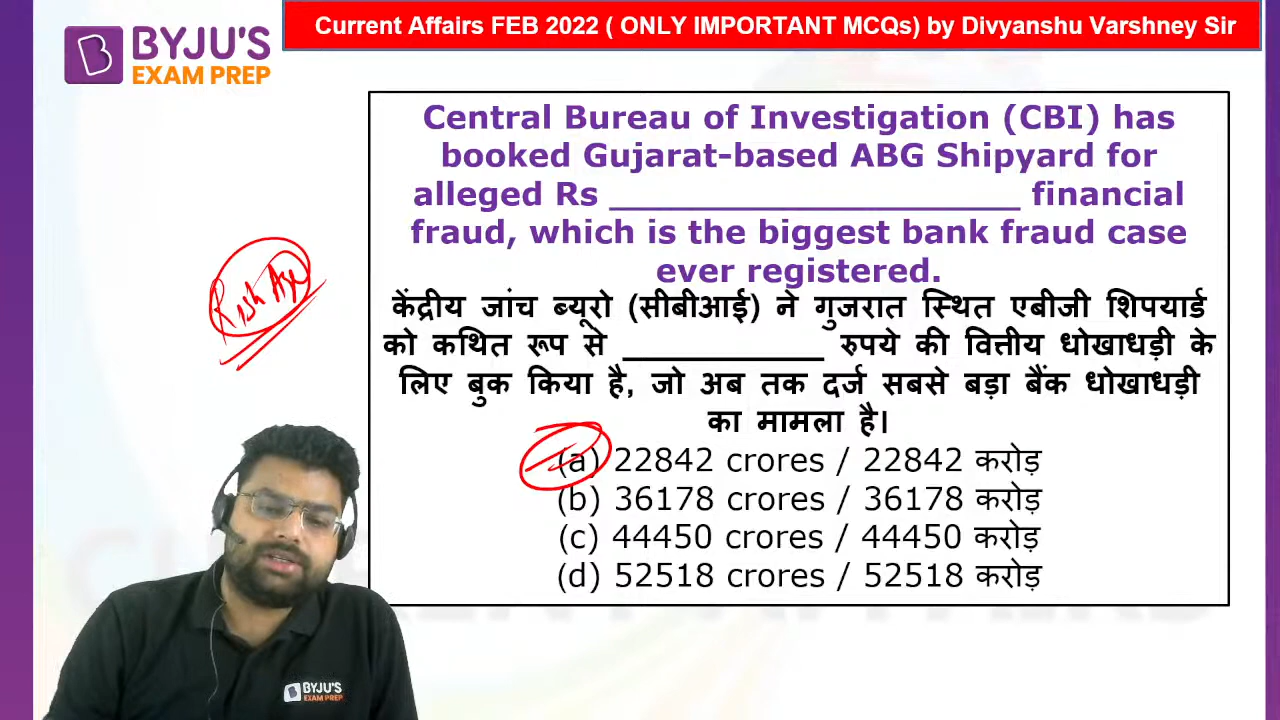 Current Affairs FEB 2022 ( ONLY IMPORTANT MCQs) by Divyanshu Varshney Sir
BYJU'S
EXAM PREP
Central Bureau of Investigation (CBI) has
booked Gujarat-based ABG Shipyard for
alleged Rs ____________________ financial
fraud, which is the biggest bank fraud case
ever registered.
केंद्रीय जांच ब्यूरो (सीबीआई) ने गुजरात स्थित एबीजी शिपयार्ड
को कथित रूप से ____________ रुपये की वित्तीय धोखाधड़ी के
लिए बुक किया है, जो अब तक दर्ज सबसे बड़ा बैंक धोखाधड़ी
का मामला है।
(a) 22842 crores / 22842 करोड़
(b) 36178 crores / 36178 करोड़
(c) 44450 crores / 44450 करोड़
(d) 52518 crores / 52518 करोड़
BYJU'S
EXAM PREP